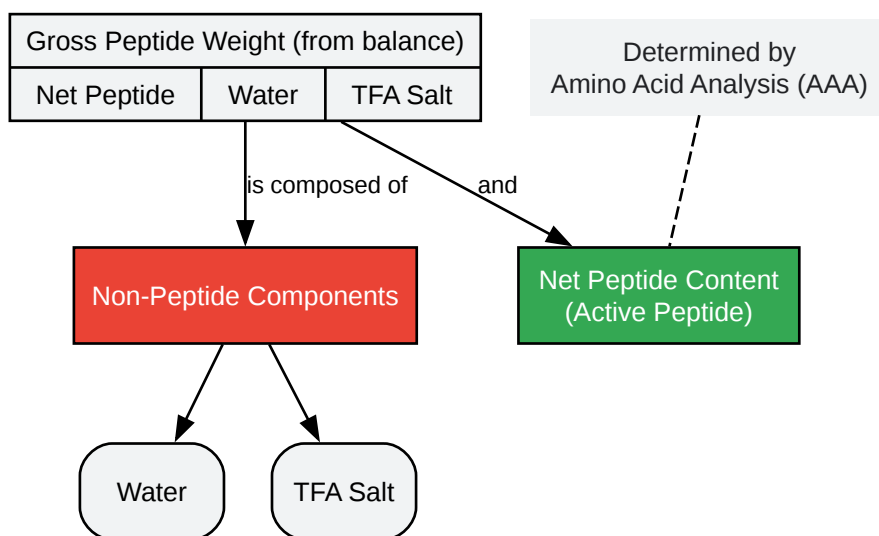 Gross Peptide Weight (from balance)
Net Peptide
Water
TFA Salt
Determined by
Amino Acid Analysis (AAA)
is composed of
and
Non-Peptide Components
Net Peptide Content
(Active Peptide)
Water
TFA Salt